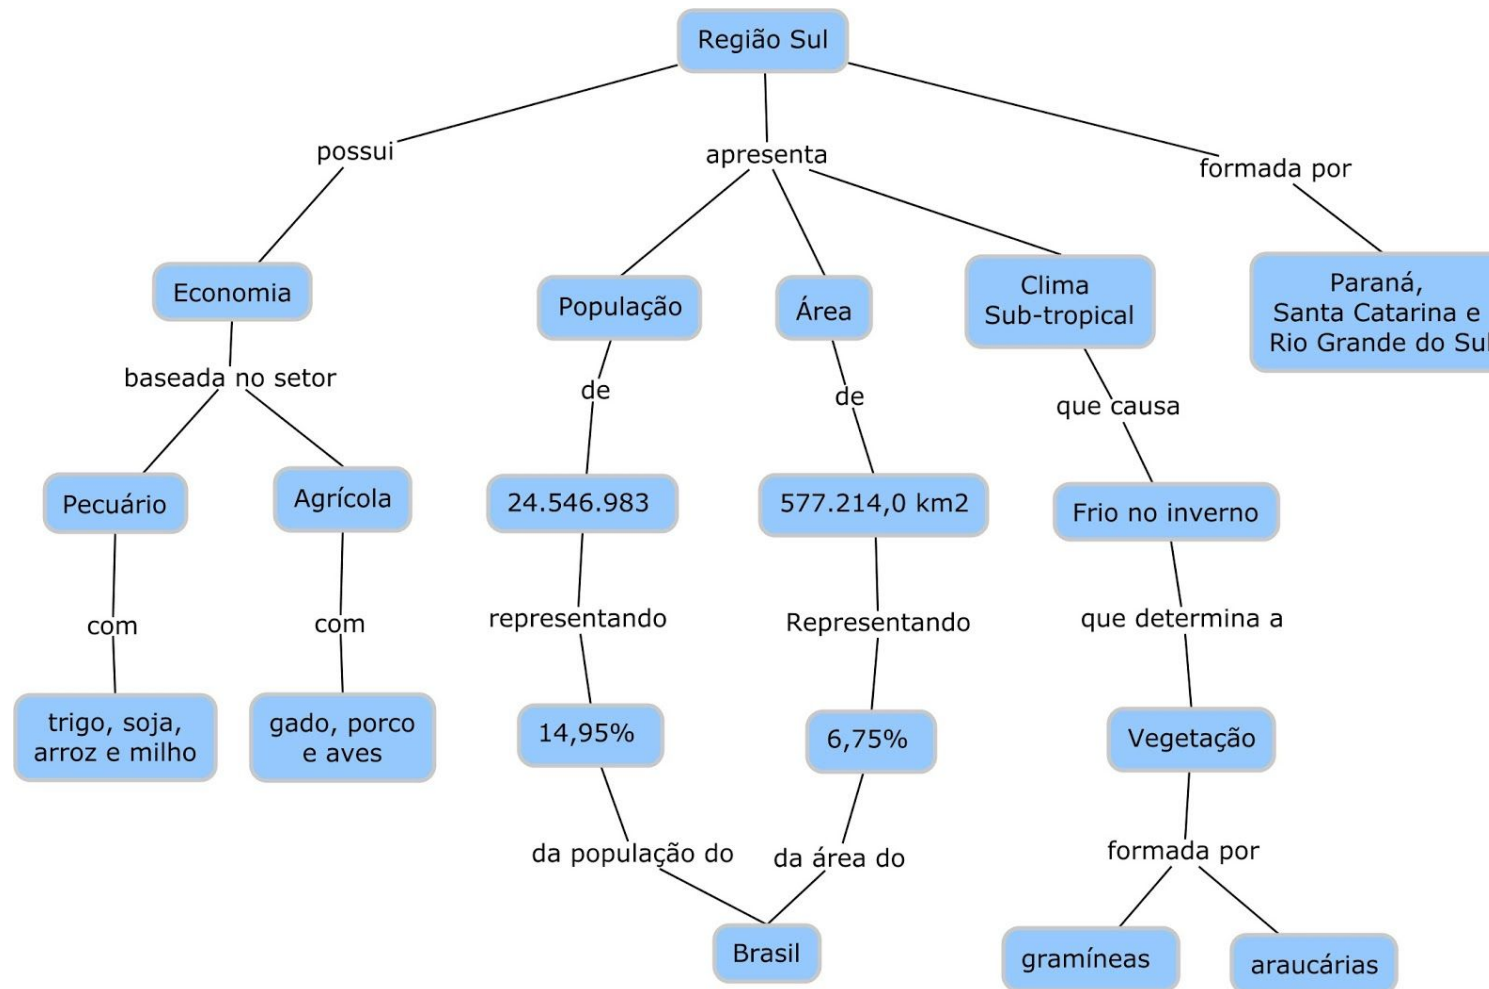 Região Sul
possui
apresenta
formada por
Economia
População
Área
Clima
Sub-tropical
Paraná,
Santa Catarina e
Rio Grande do Sul
baseada no setor
de
de
que causa
Pecuário
Agrícola
24.546.983
577.214,0 km2
Frio no inverno
com
com
representando
Representando
que determina a
trigo, soja,
arroz e milho
gado, porco
e aves
14,95%
6,75%
Vegetação
da população do
da área do
formada por
Brasil
gramíneas
araucárias